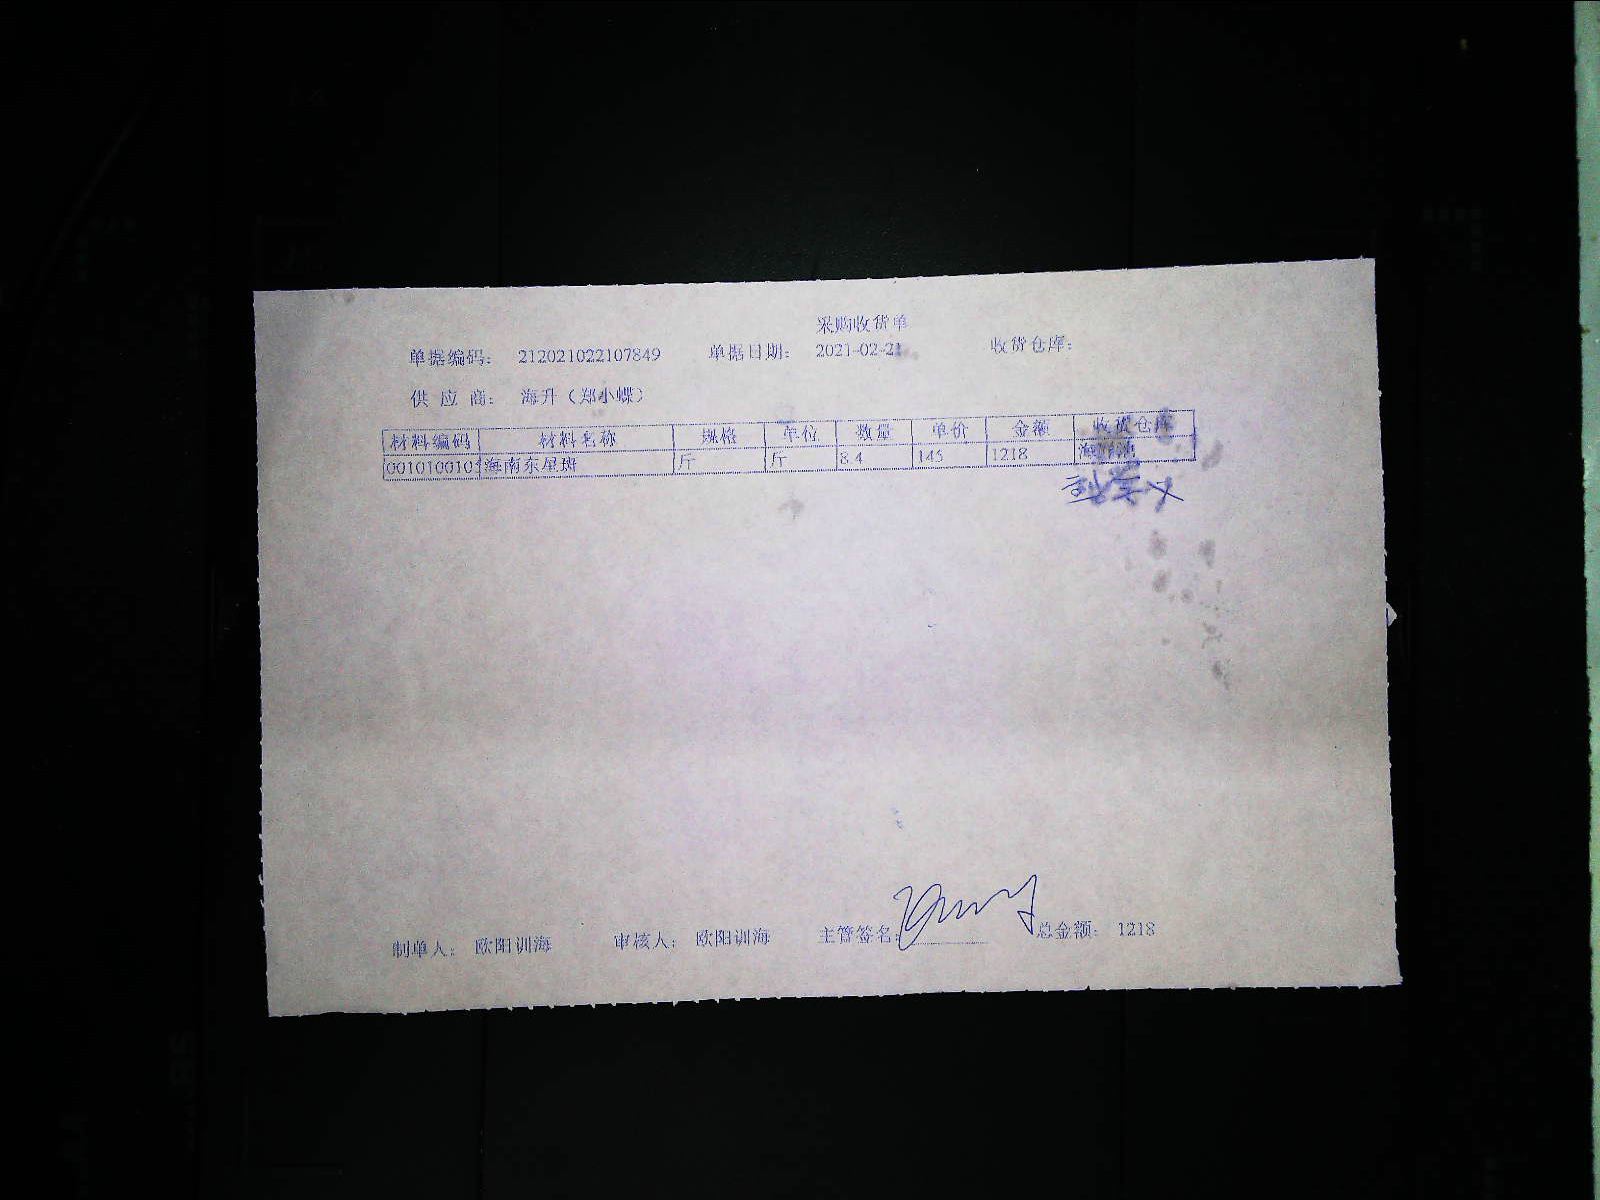 采购收货单
单据编码： 212021022107849 单据日期： 2021-02-21 收货仓库：
供 应 商： 海升（郑小蝶）
材料编码 材料名称 规格 单位 数量 单价 金额 收货仓库
001010010 海南东星斑 斤 斤 8.4 145 1218
制单人： 欧阳训海 审核人： 欧阳训海 主管签名： 总金额： 1218